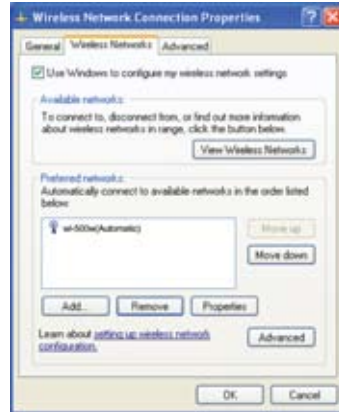 Wireless Network Connection Properties
General Wireless Networks Advanced
Use Windows to configure my wireless network settings
Available networks:
To connect to, disconnect from, or find out more information
about wireless networks in range, click the button below.
View Wireless Networks
Preferred networks:
Automatically connect to available networks in the order listed
below:
wl-500w(Automatic)
Move up
Move down
Add... Remove Properties
Learn about setting up wireless network
configuration.
Advanced
OK Cancel